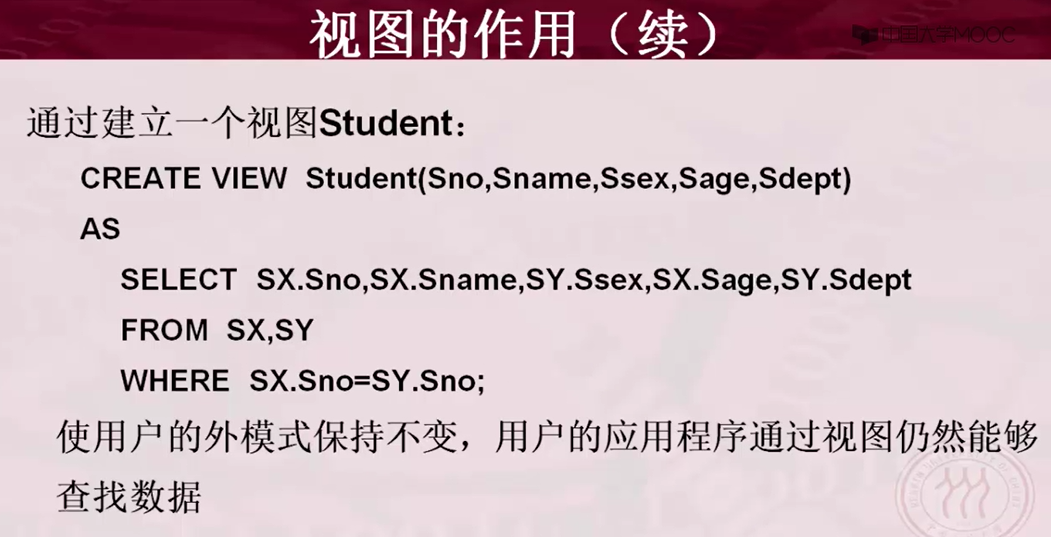 视图的作用（续）
中国大学MOOC
通过建立一个视图Student：
CREATE VIEW Student(Sno,Sname,Ssex,Sage,Sdept)
AS
SELECT SX.Sno,SX.Sname,SY.Ssex,SX.Sage,SY.Sdept
FROM SX,SY
WHERE SX.Sno=SY.Sno;
使用户的外模式保持不变，用户的应用程序通过视图仍然能够
查找数据